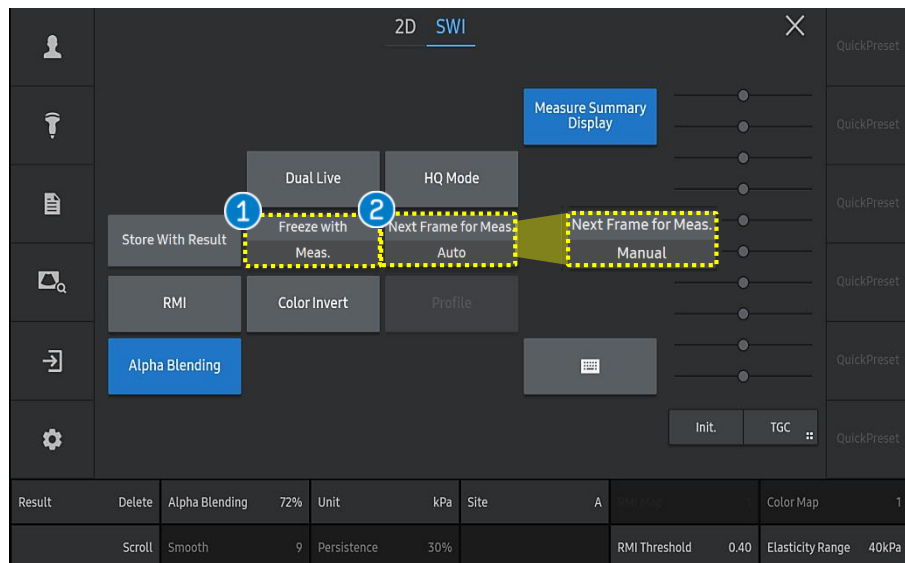 2D SWI
QuickPreset
Measure Summary
Display
QuickPreset
Dual Live
HQ Mode
QuickPreset
1
2
Store With Result
Freeze with
Meas.
Next Frame for Meas.
Auto
Next Frame for Meas.
Manual
RMI
Color Invert
Profile
QuickPreset
Alpha Blending
QuickPreset
Init.
TGC
QuickPreset
Result Delete
Alpha Blending 72%
Unit kPa
Site A
Color Map 1
Scroll
Smooth 9
Persistence 30%
RMI Threshold 0.40
Elasticity Range 40kPa